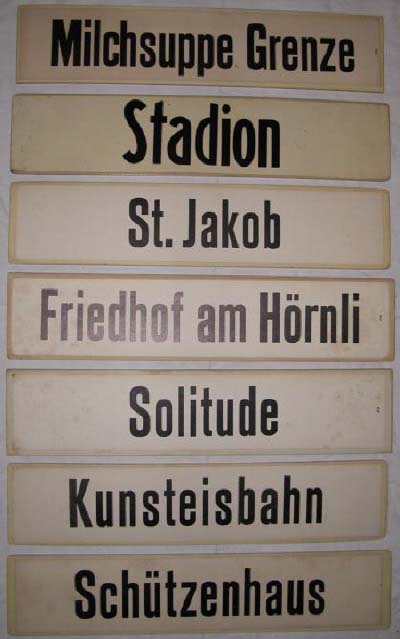 Milchsuppe Grenze
Stadion
St. Jakob
Friedhof am Hörnli
Solitude
Kunsteisbahn
Schützenhaus